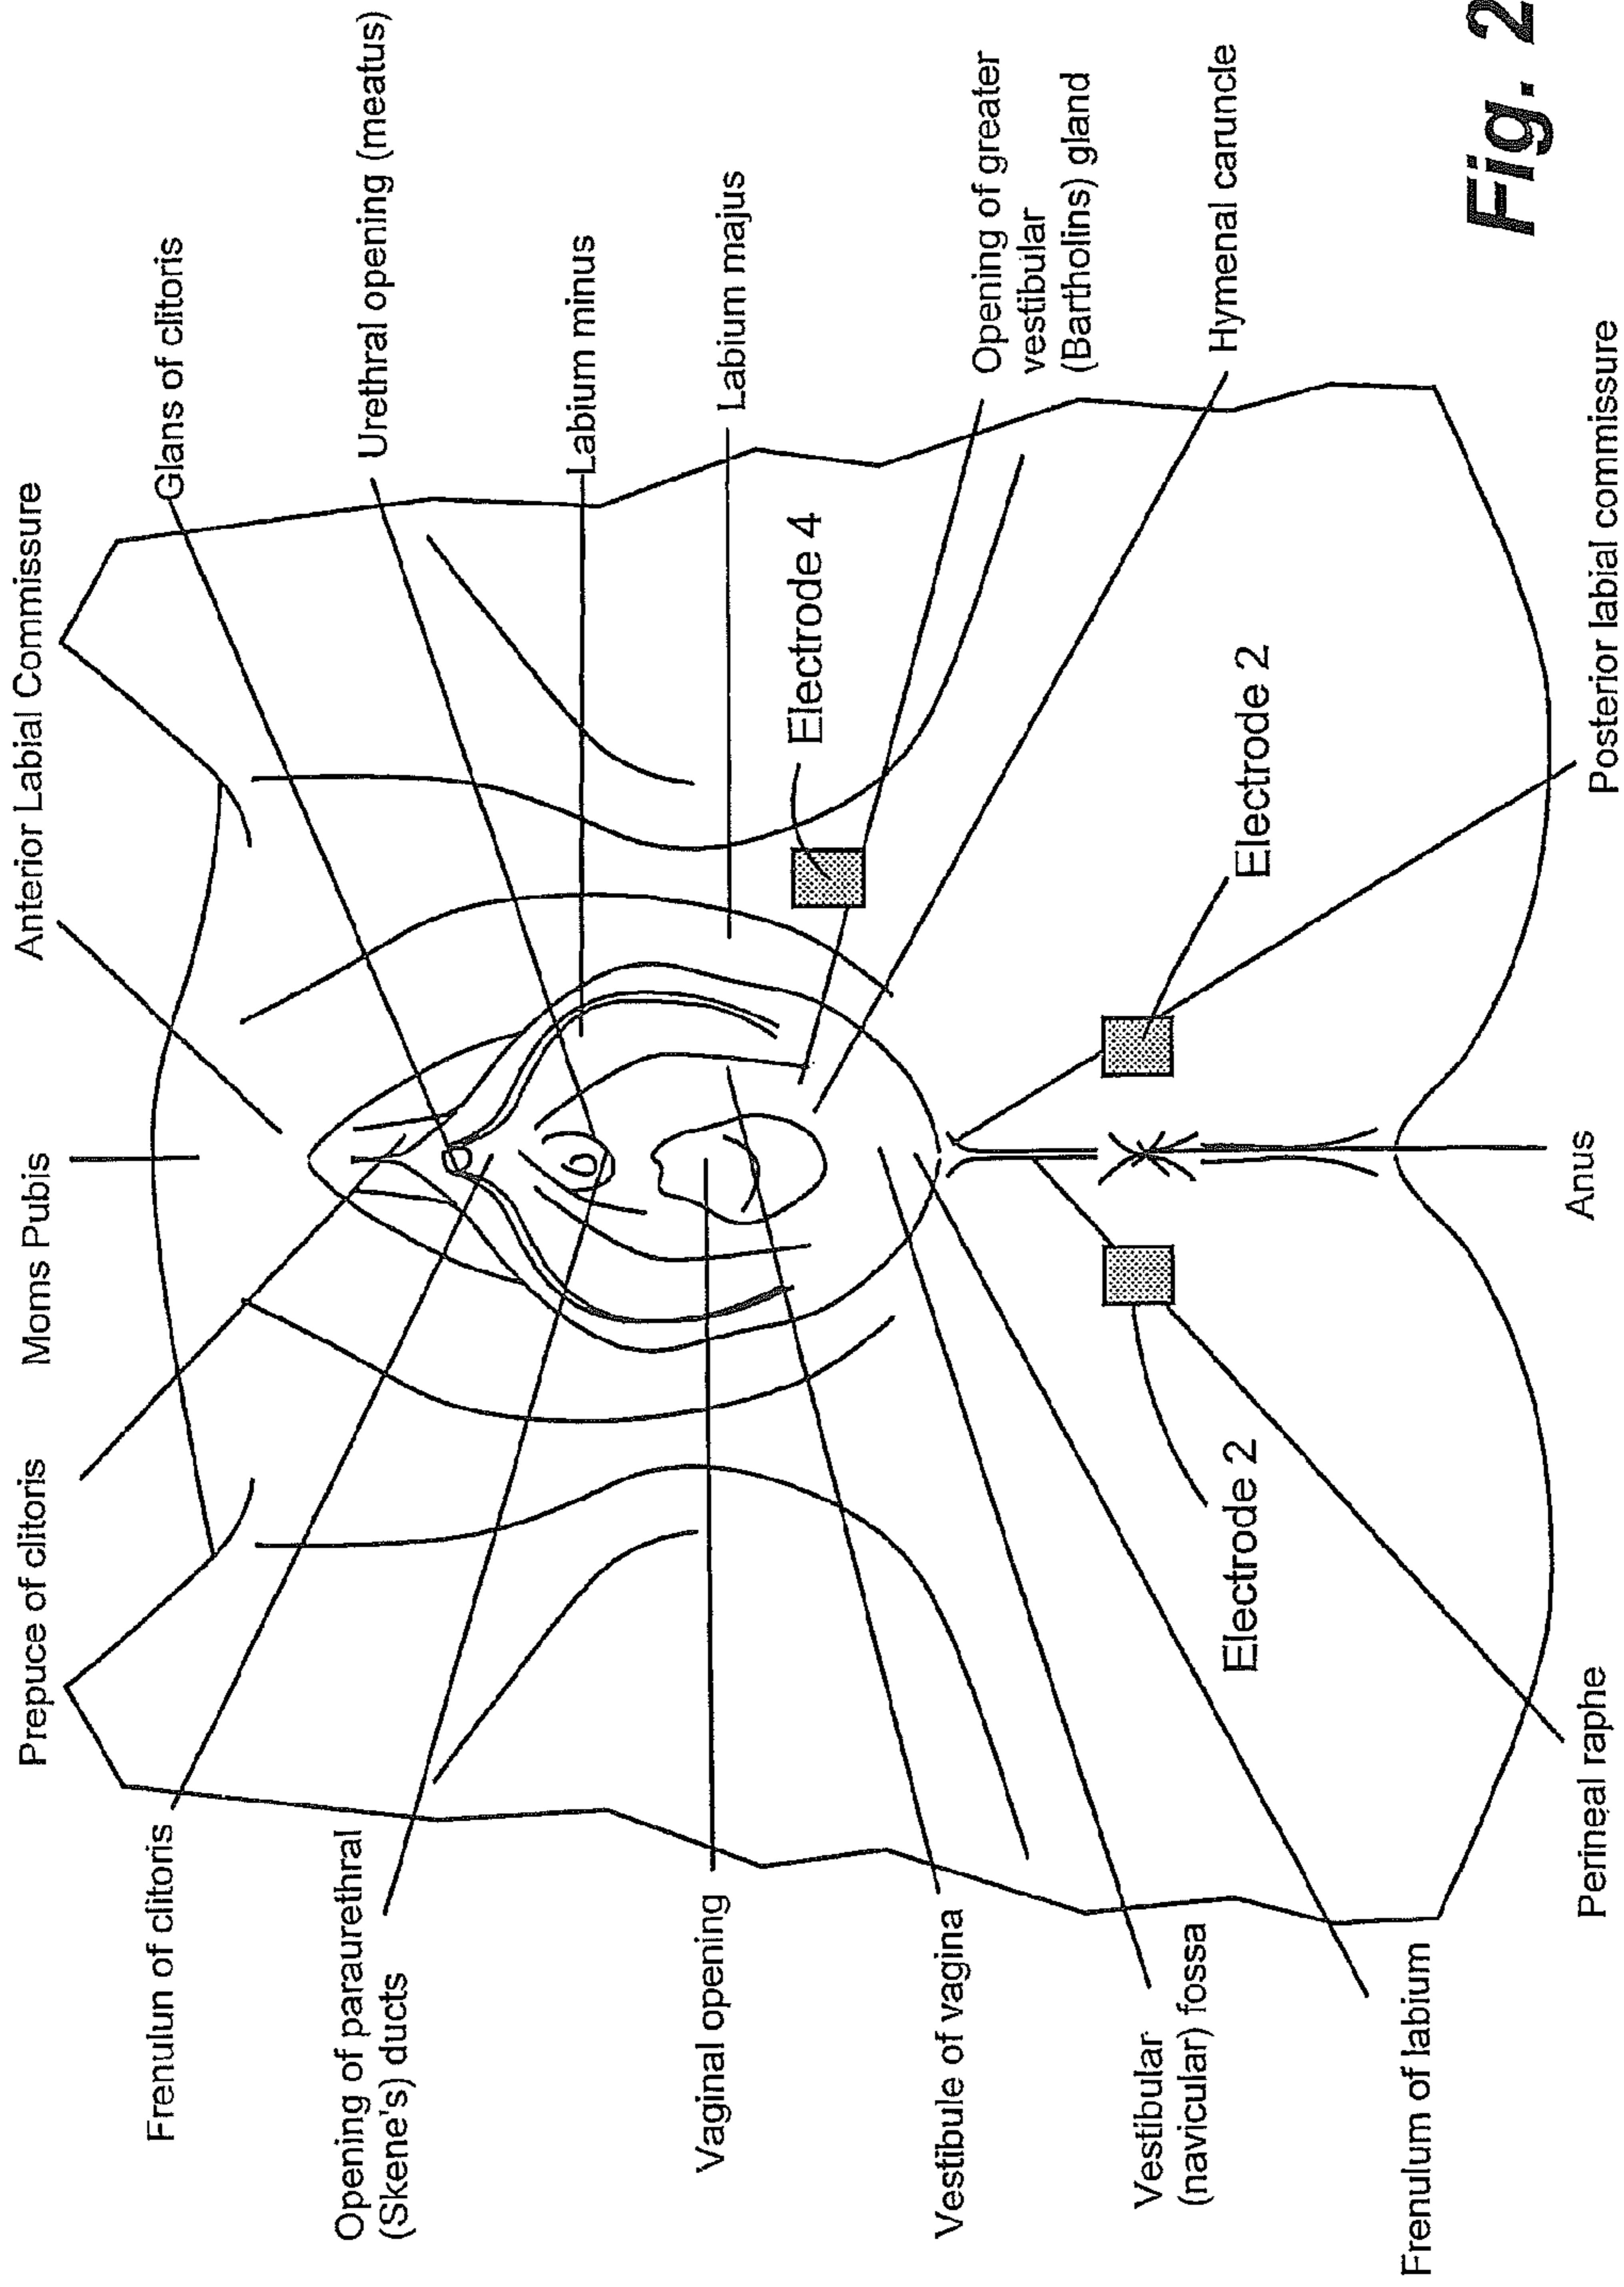 Prepuce of clitoris
Moms Pubis
Anterior Labial Commissure
Frenulun of clitoris
Glans of clitoris
Opening of paraurethral
(Skene's) ducts
Urethral opening (meatus)
Labium minus
Vaginal opening
Labium majus
Electrode 4
Vestibule of vagina
Opening of greater
vestibular
(Bartholins) gland
Vestibular
(navicular) fossa
Hymenal caruncle
Electrode 2
Electrode 2
Frenulum of labium
Perineal raphe
Anus
Posterior labial commissure
Fig. 2